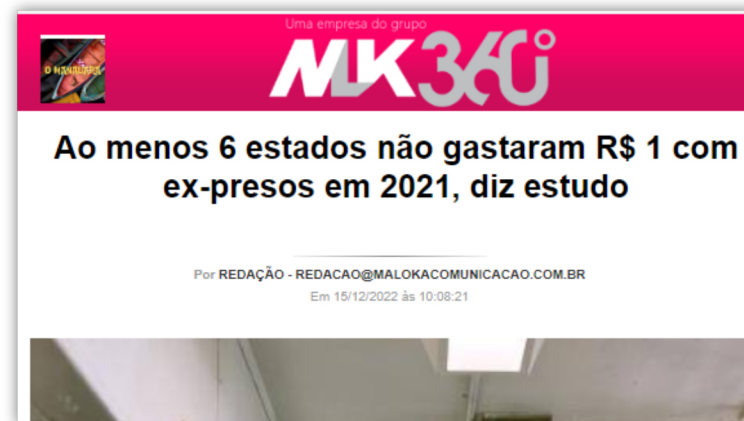 Uma empresa do grupo
MK360°
O MANAUARA
Ao menos 6 estados não gastaram R$ 1 com
ex-presos em 2021, diz estudo
Por REDAÇÃO - REDACAO@MALOKACOMUNICACAO.COM.BR
Em 15/12/2022 às 10:08:21